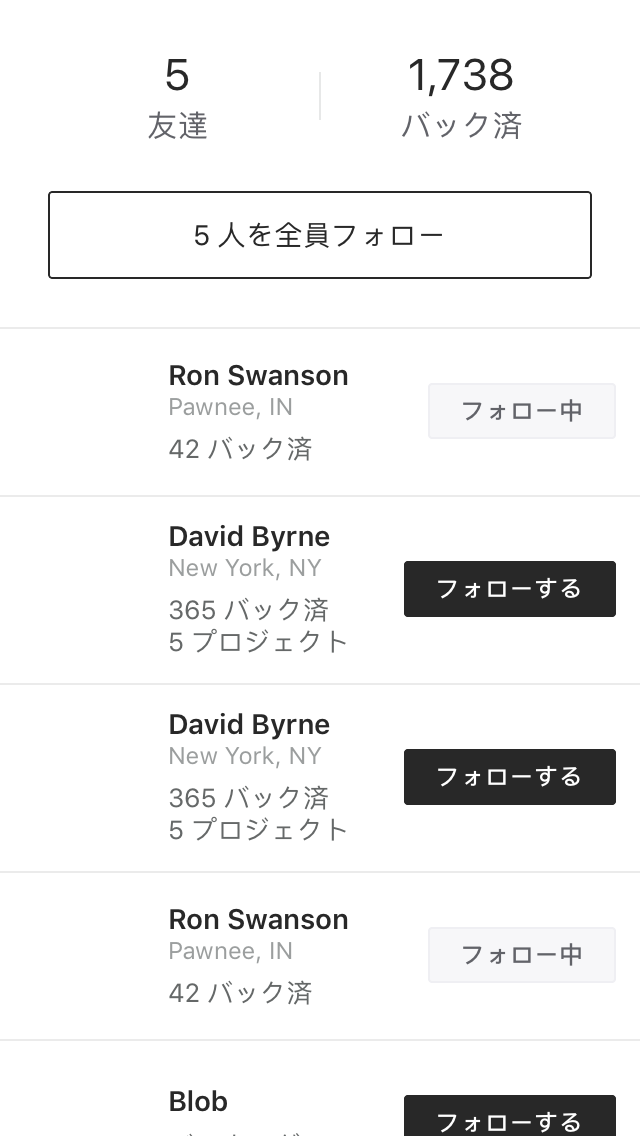 5
友達
1,738
バック済
5 人を全員フォロー
Ron Swanson
Pawnee, IN
42 バック済
フォロー中
David Byrne
New York, NY
365 バック済
5 プロジェクト
フォローする
David Byrne
New York, NY
365 バック済
5 プロジェクト
フォローする
Ron Swanson
Pawnee, IN
42 バック済
フォロー中
Blob
フォローする